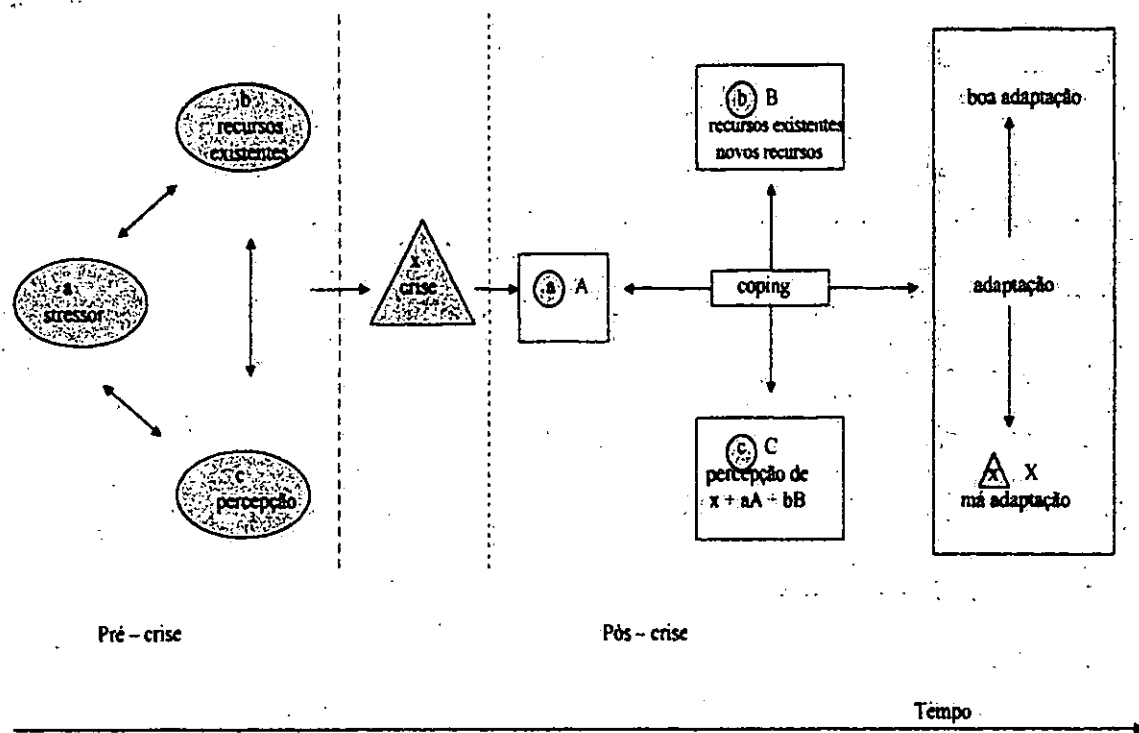 b
recursos
existentes
a
stressor
c
percepção
x
crise
a A
b B
recursos existentes
novos recursos
coping
c C
percepção de
x + aA + bB
boa adaptação
adaptação
x X
má adaptação
Pré – crise
Pòs – crise
Tempo